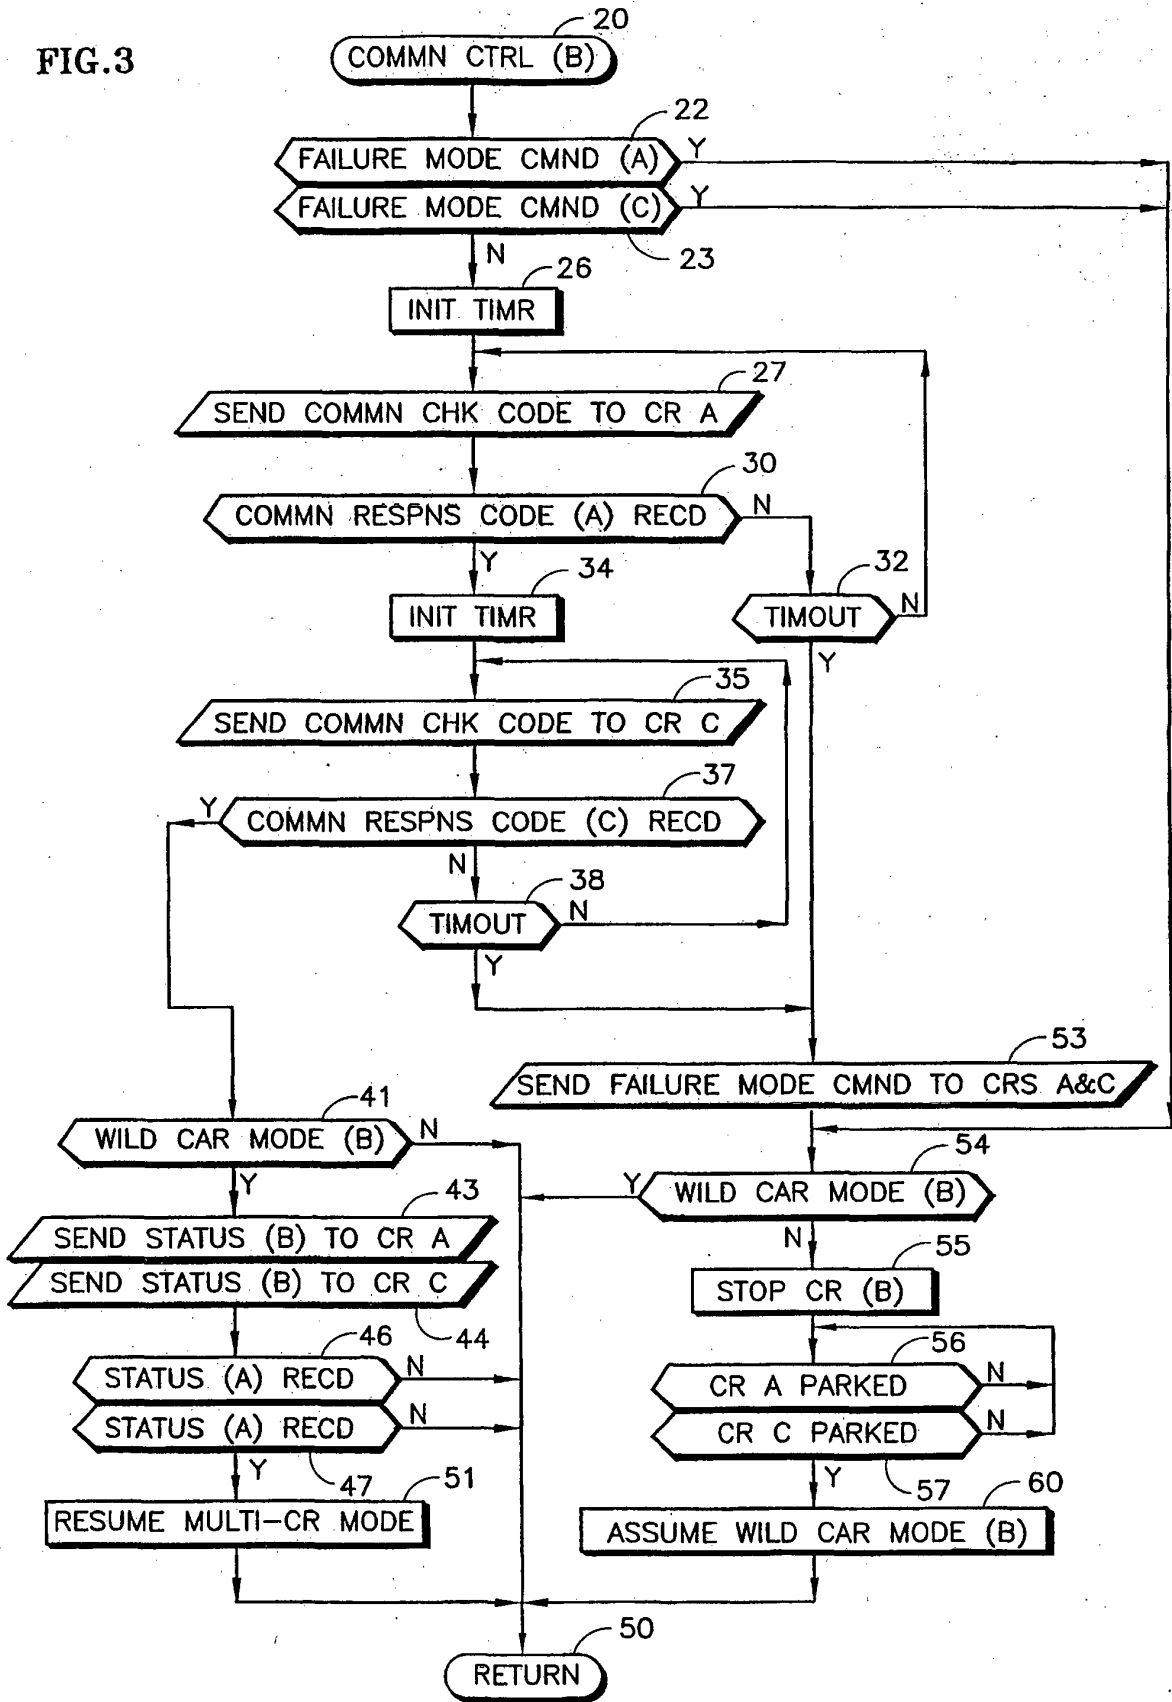 FIG.3
20
COMMN CTRL (B)
22
FAILURE MODE CMND (A)
Y
FAILURE MODE CMND (C)
Y
23
N
26
INIT TIMR
27
SEND COMMN CHK CODE TO CR A
30
COMMN RESPNS CODE (A) RECD
N
Y
34
32
INIT TIMR
TIMOUT
N
Y
35
SEND COMMN CHK CODE TO CR C
37
Y
COMMN RESPNS CODE (C) RECD
N
38
TIMOUT
N
Y
53
SEND FAILURE MODE CMND TO CRS A&C
41
WILD CAR MODE (B)
N
54
Y
Y
WILD CAR MODE (B)
43
SEND STATUS (B) TO CR A
N
55
SEND STATUS (B) TO CR C
STOP CR (B)
44
46
56
STATUS (A) RECD
N
CR A PARKED
N
STATUS (A) RECD
N
CR C PARKED
N
Y
47
51
Y
57
60
RESUME MULTI-CR MODE
ASSUME WILD CAR MODE (B)
50
RETURN